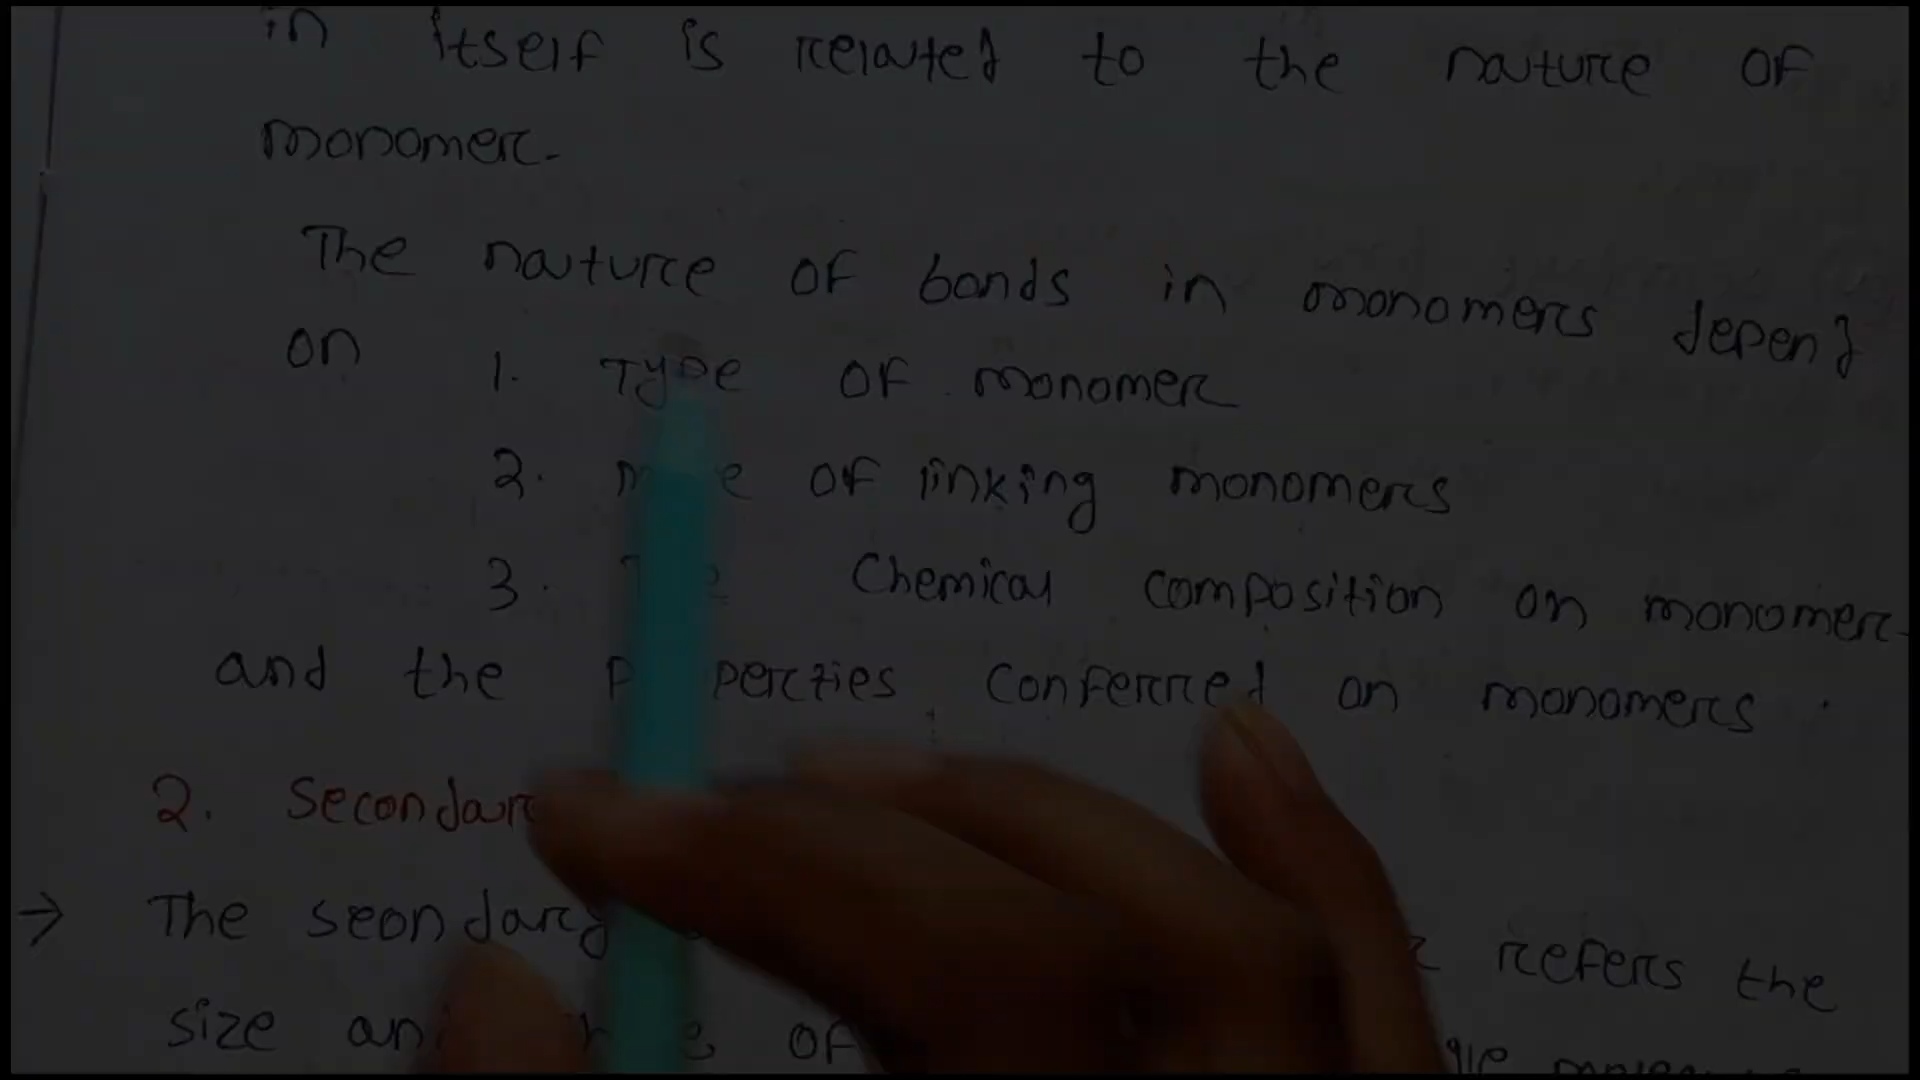 in itself is related to the nature of
monomer.
The nature of bonds in monomers depend
on 1. Type of monomer
2. of linking monomers
3. Chemical composition on monomer
and the conferred on monomers.
2.
The seondary refers the
size of